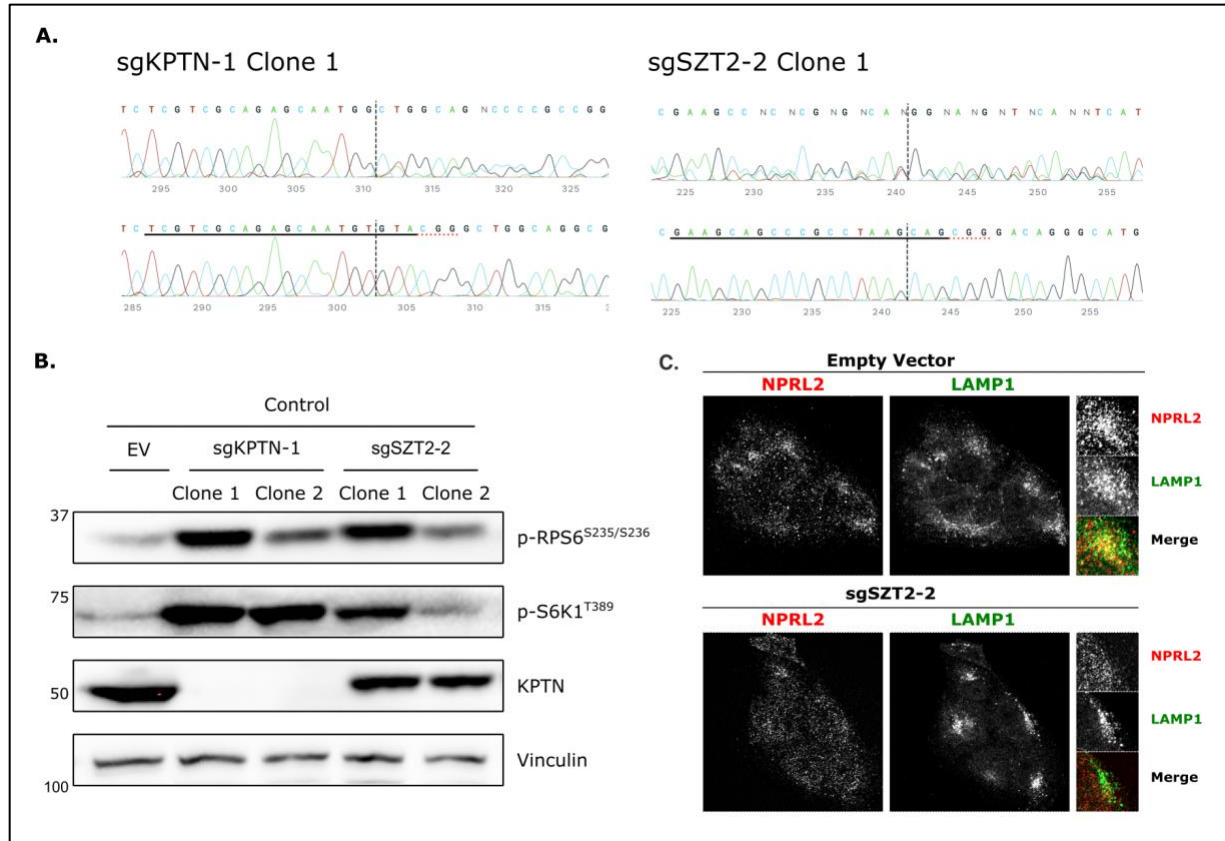 A.
sgKPTN-1 Clone 1
sgSZT2-2 Clone 1
T C T C G T C G C A G A G C A A T G G C T G G C A G N C C C C G C C G G
295 300 305 310 315 320 325
C G A A G C C N C N C G N G N C A N G G N A N G N T N C A N N T C A T
225 230 235 240 245 250 255
T C T C G T C G C A G A G C A A T G T G T A C G G G C T G G C A G G C G
285 290 295 300 305 310 315
C G A A G C A G C C C G C C T A A G C A G C G G G A C A G G G C A T G
225 230 235 240 245 250 255
B.
Control
EV sgKPTN-1 sgSZT2-2
Clone 1 Clone 2 Clone 1 Clone 2
37
p-RPS6S235/S236
75
p-S6K1T389
50
KPTN
Vinculin
100
C.
Empty Vector
NPRL2 LAMP1
NPRL2
LAMP1
Merge
sgSZT2-2
NPRL2 LAMP1
NPRL2
LAMP1
Merge